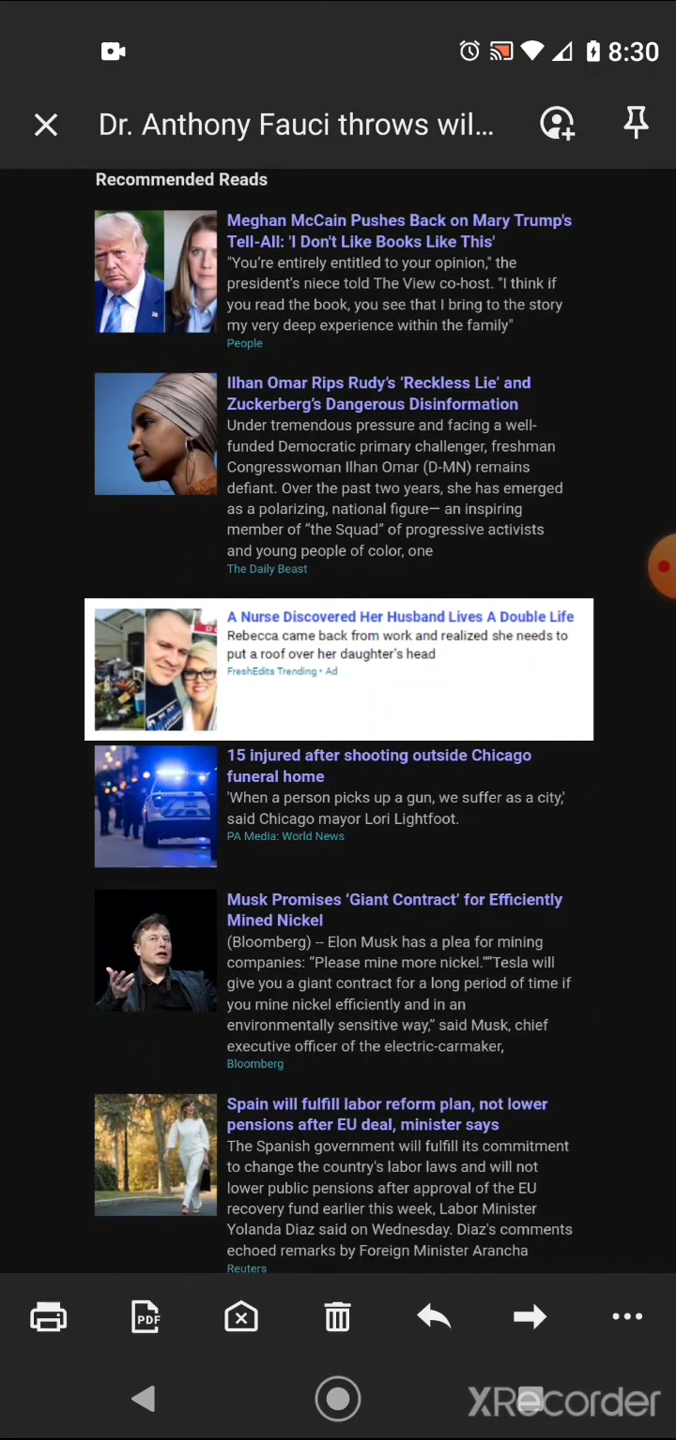 8:30
Dr. Anthony Fauci throws wil...
Recommended Reads
Meghan McCain Pushes Back on Mary Trump's
Tell-All: 'I Don't Like Books Like This'
"You're entirely entitled to your opinion," the
president's niece told The View co-host. "I think if
you read the book, you see that I bring to the story
my very deep experience within the family"
People
Ilhan Omar Rips Rudy's ‘Reckless Lie’ and
Zuckerberg's Dangerous Disinformation
Under tremendous pressure and facing a well-
funded Democratic primary challenger, freshman
Congresswoman Ilhan Omar (D-MN) remains
defiant. Over the past two years, she has emerged
as a polarizing, national figure— an inspiring
member of “the Squad” of progressive activists
and young people of color, one
The Daily Beast
A Nurse Discovered Her Husband Lives A Double Life
Rebecca came back from work and realized she needs to
put a roof over her daughter's head
FreshEdits Trending • Ad
15 injured after shooting outside Chicago
funeral home
'When a person picks up a gun, we suffer as a city,'
said Chicago mayor Lori Lightfoot.
PA Media: World News
Musk Promises ‘Giant Contract’ for Efficiently
Mined Nickel
(Bloomberg) -- Elon Musk has a plea for mining
companies: “Please mine more nickel.”“Tesla will
give you a giant contract for a long period of time if
you mine nickel efficiently and in an
environmentally sensitive way,” said Musk, chief
executive officer of the electric-carmaker,
Bloomberg
Spain will fulfill labor reform plan, not lower
pensions after EU deal, minister says
The Spanish government will fulfill its commitment
to change the country's labor laws and will not
lower public pensions after approval of the EU
recovery fund earlier this week, Labor Minister
Yolanda Diaz said on Wednesday. Diaz's comments
echoed remarks by Foreign Minister Arancha
Reuters
PDF
XRecorder